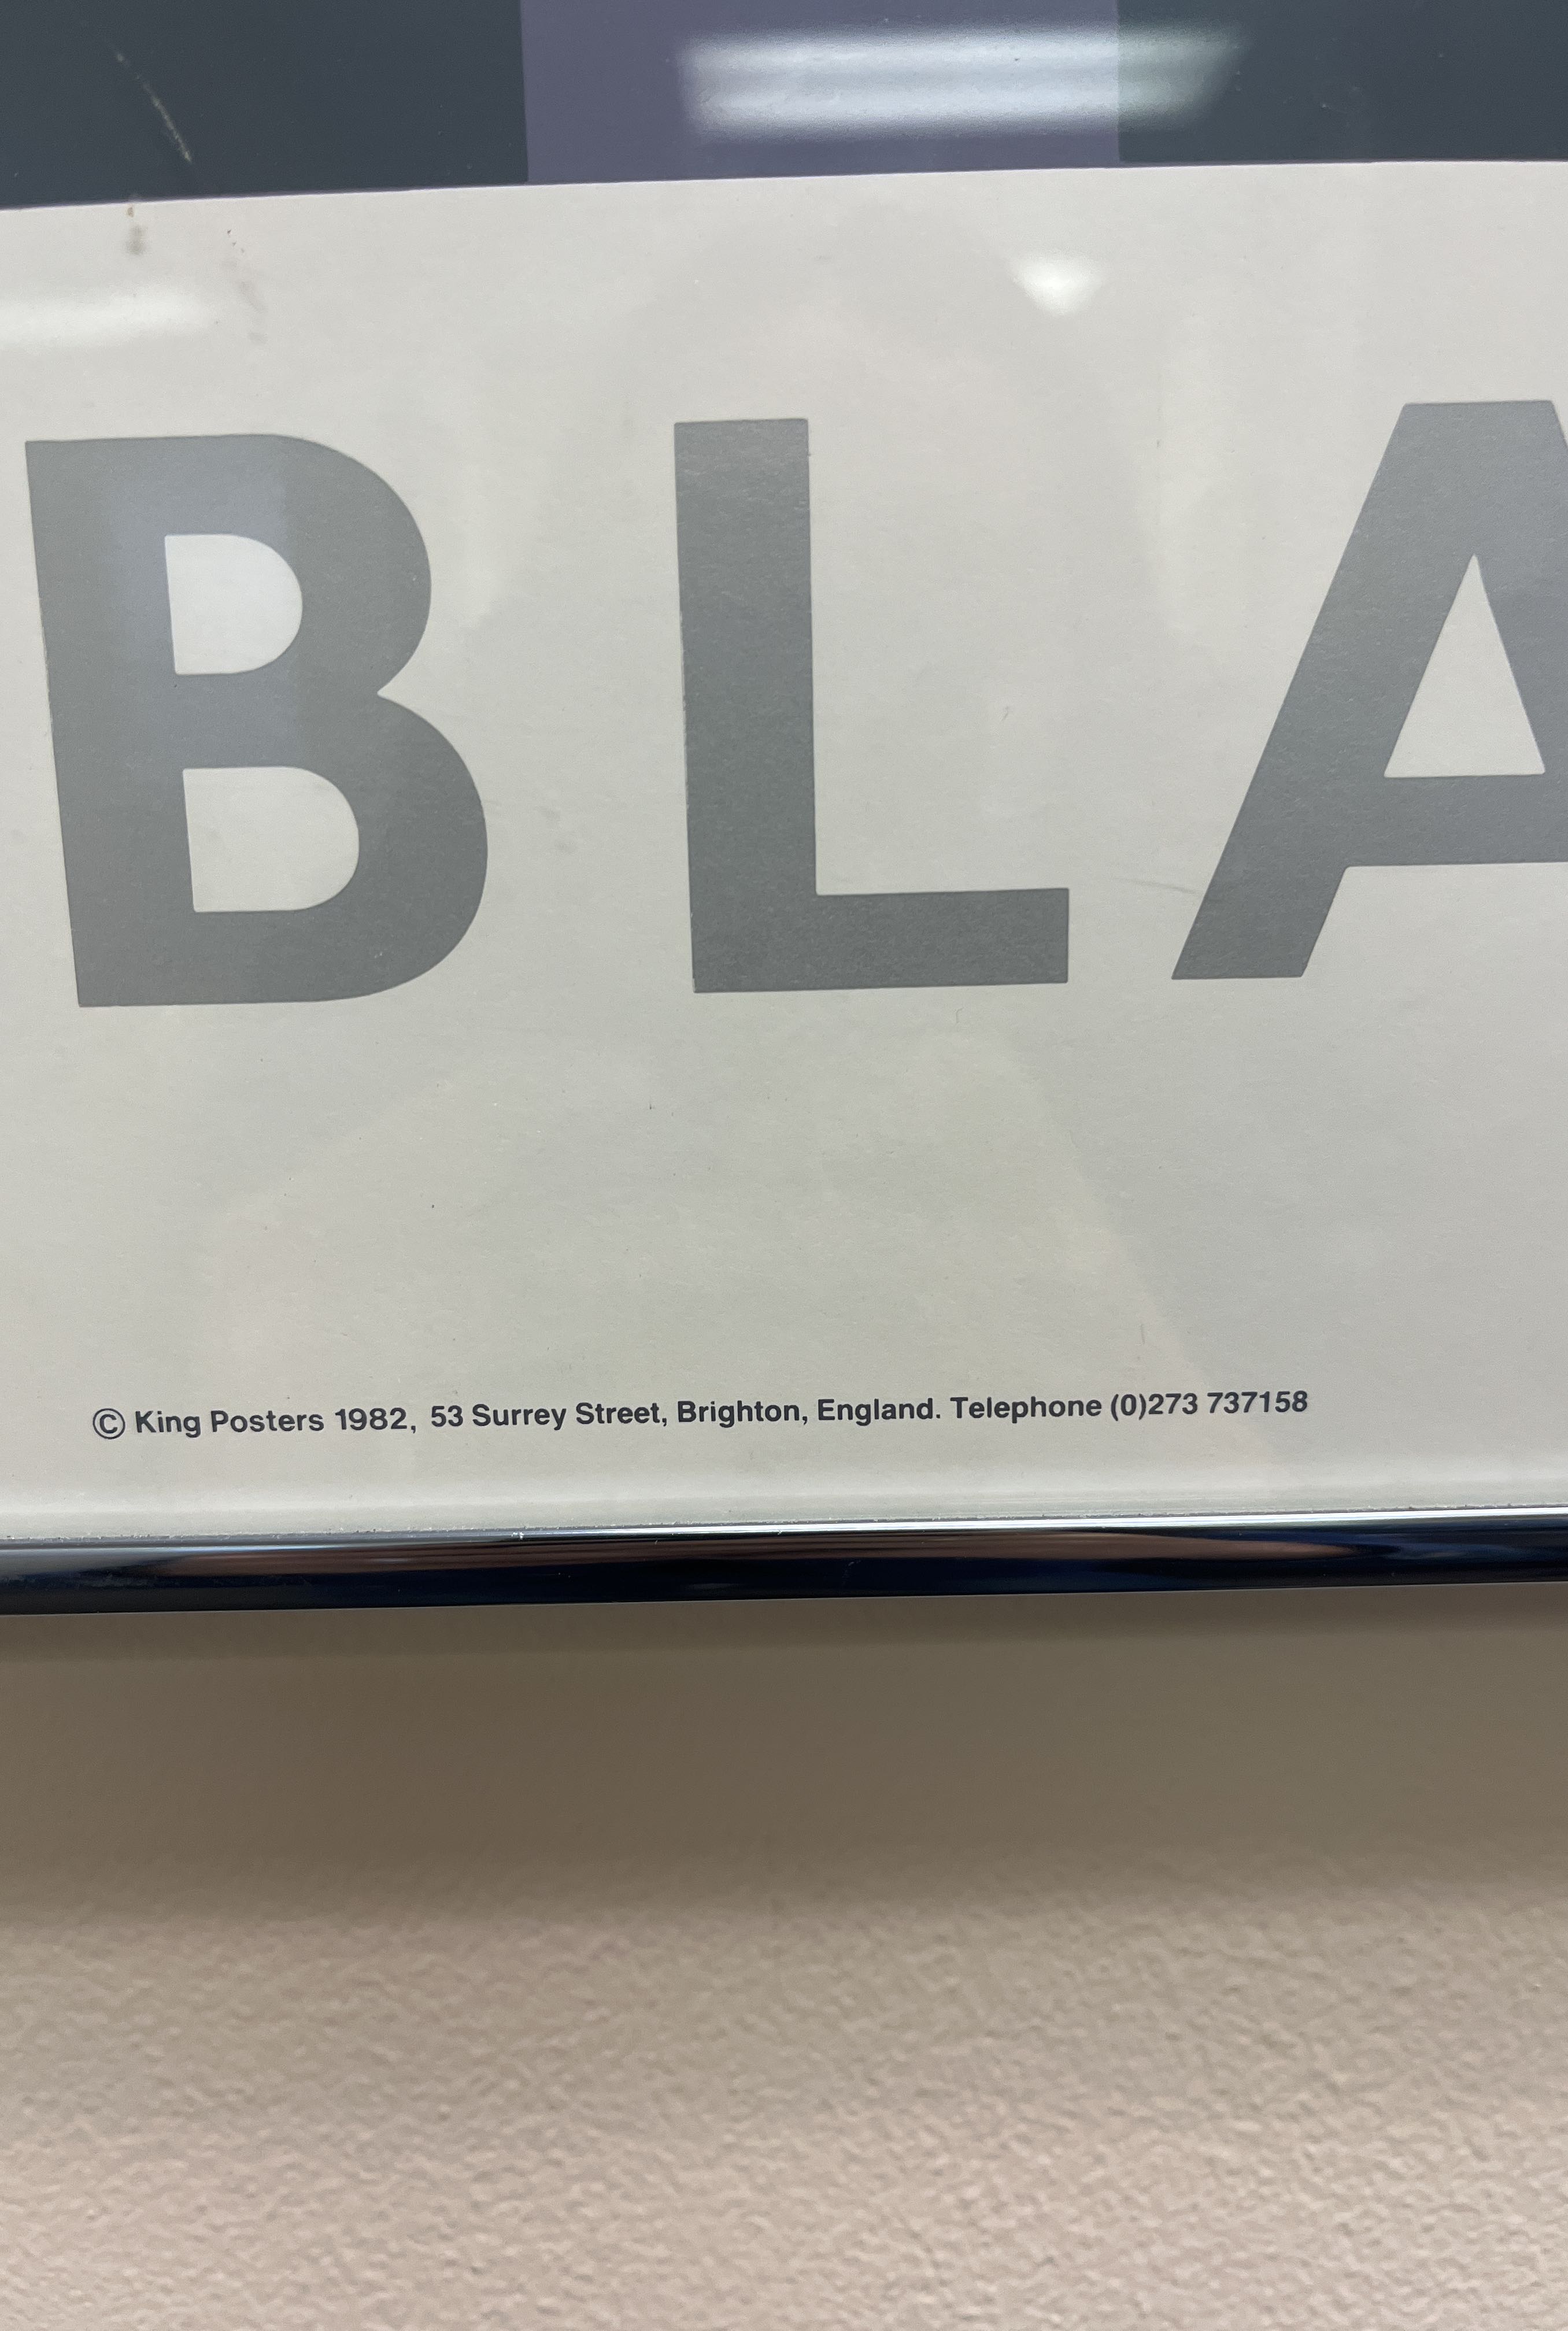 BLA
© King Posters 1982, 53 Surrey Street, Brighton, England. Telephone (0)273 737158